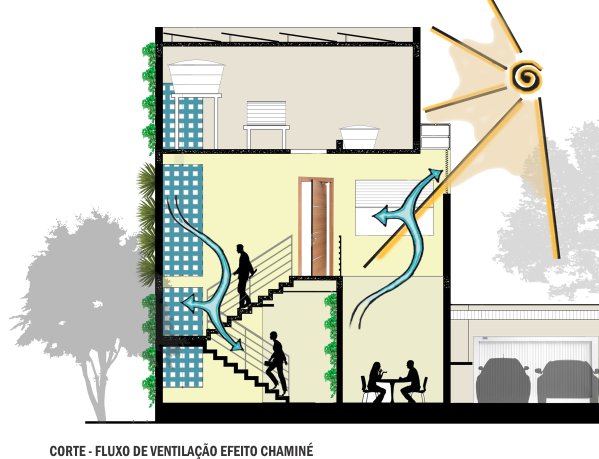 CORTE - FLUXO DE VENTILAÇÃO EFEITO CHAMINÉ